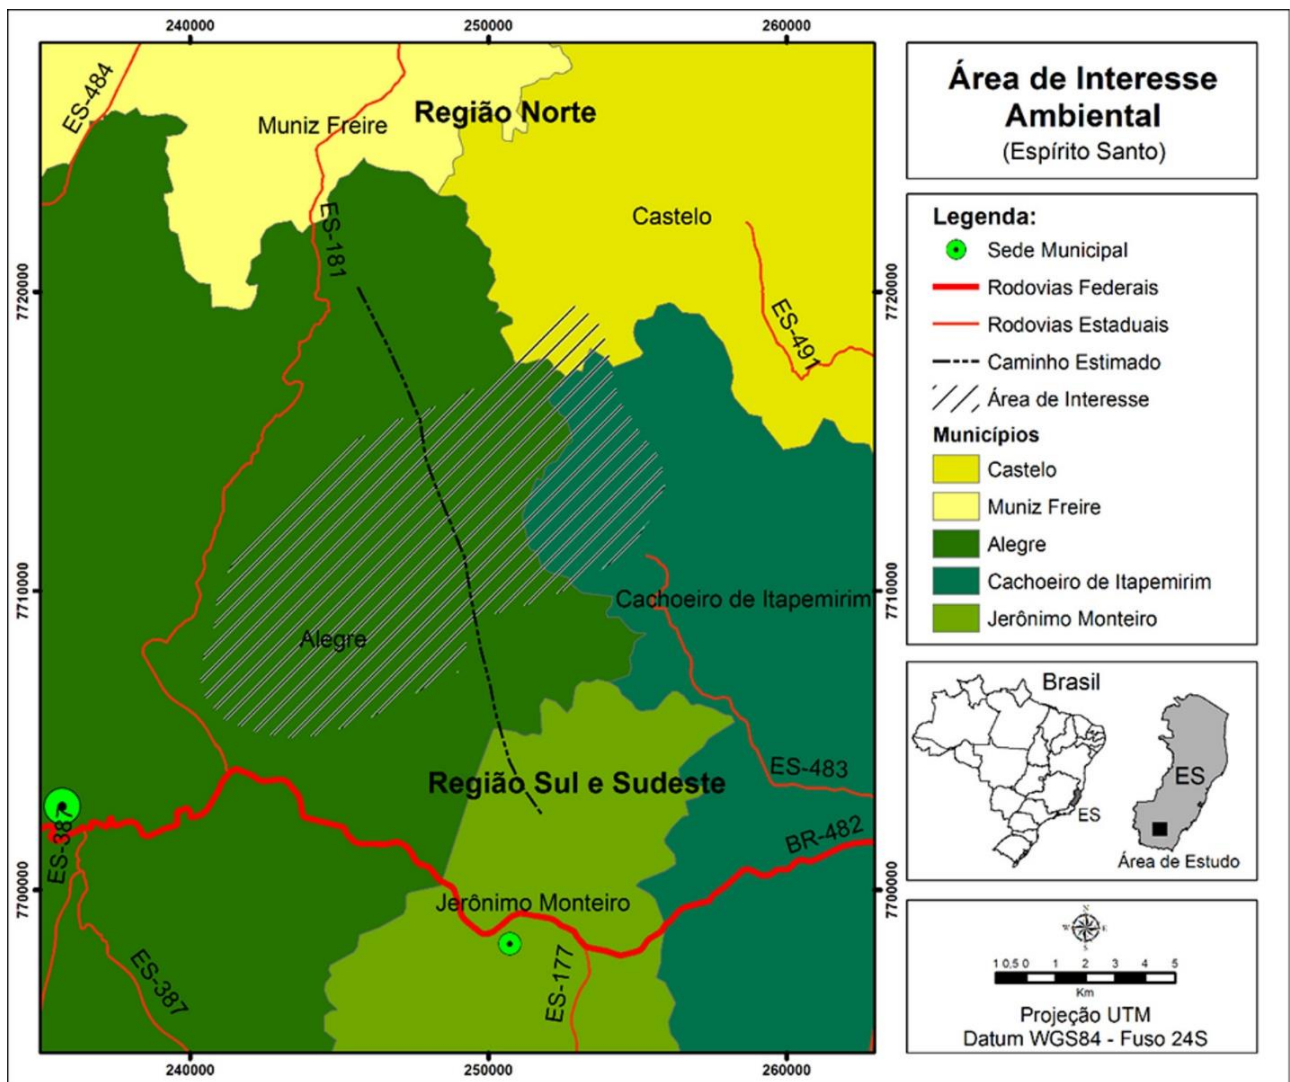 240000
250000
260000
ES-484
Muniz Freire
Região Norte
ES-181
Castelo
ES-491
7720000
7720000
7710000
7710000
Cachoeiro de Itapemirim
Alegre
Região Sul e Sudeste
ES-483
BR-482
ES-387
7700000
7700000
Jerônimo Monteiro
ES-387
ES-177
240000
250000
260000
Área de Interesse
Ambiental
(Espírito Santo)
Legenda:
Sede Municipal
Rodovias Federais
Rodovias Estaduais
Caminho Estimado
Área de Interesse
Municípios
Castelo
Muniz Freire
Alegre
Cachoeiro de Itapemirim
Jerônimo Monteiro
Brasil
ES
ES
Área de Estudo
N
W E
S
1 0,5 0 1 2 3 4 5
Km
Projeção UTM
Datum WGS84 - Fuso 24S